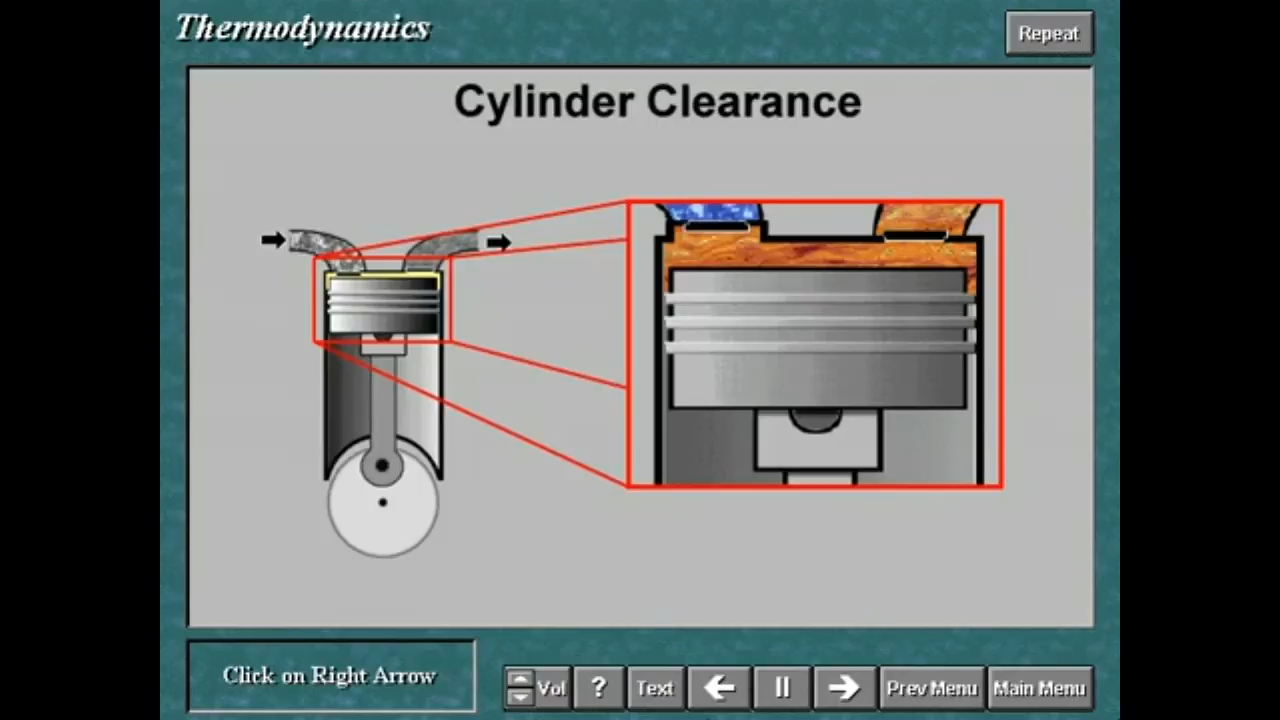 Thermodynamics
Repeat
Cylinder Clearance
Click on Right Arrow
Vol
?
Text
Prev Menu
Main Menu